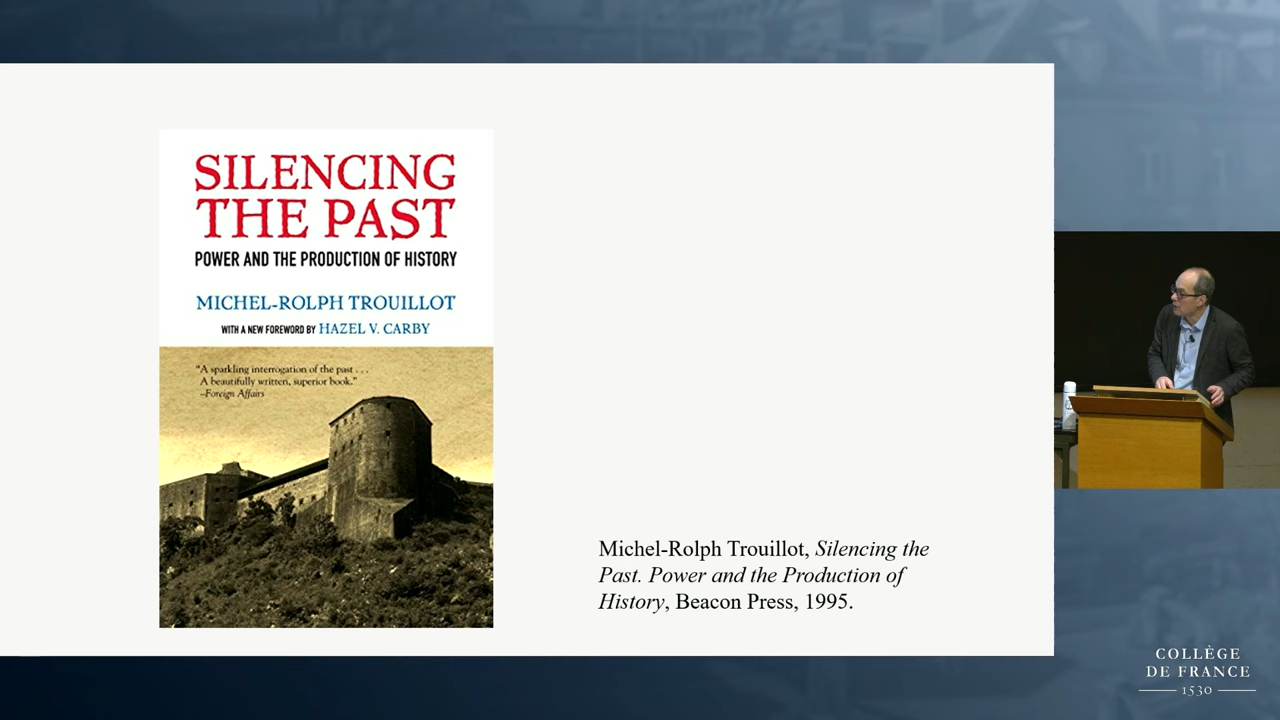 SILENCING
THE PAST
POWER AND THE PRODUCTION OF HISTORY
MICHEL-ROLPH TROUILLOT
WITH A NEW FOREWORD BY HAZEL V. CARBY
“A sparkling interrogation of the past . . .
A beautifully written, superior book.”
–Foreign Affairs
Michel-Rolph Trouillot, Silencing the
Past. Power and the Production of
History, Beacon Press, 1995.
COLLÈGE
DE FRANCE
1530